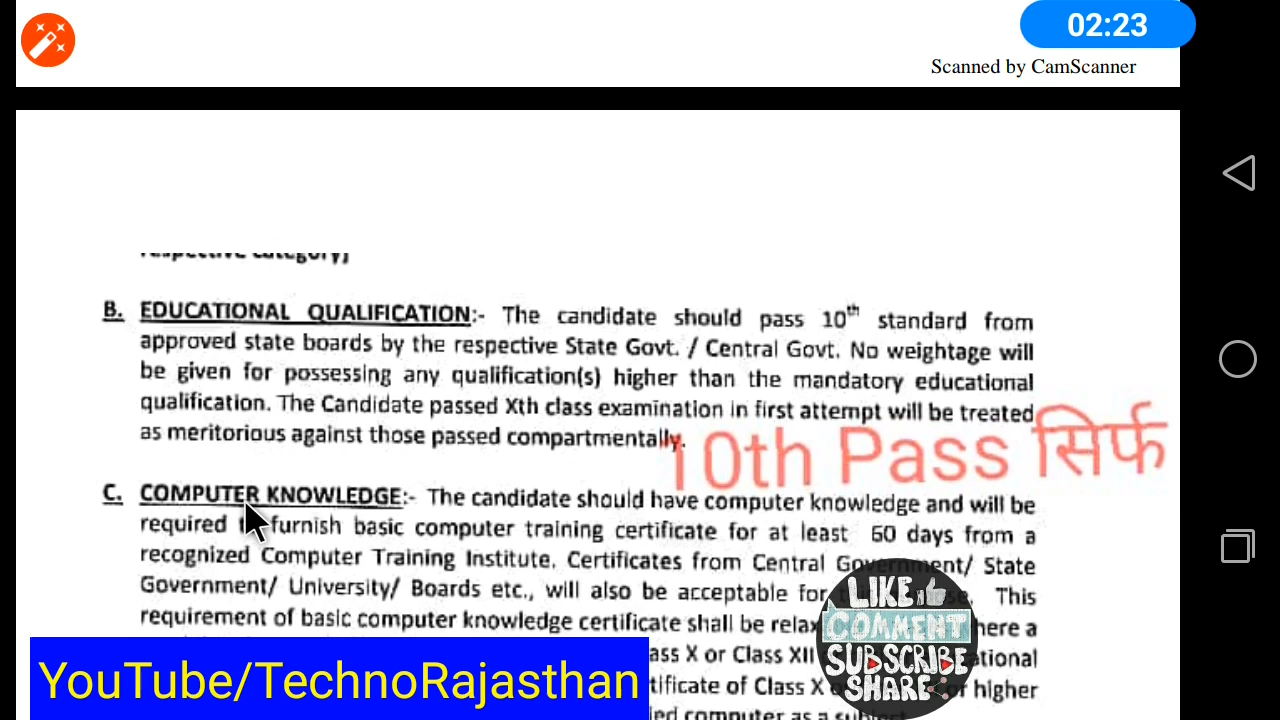 02:23
Scanned by CamScanner
respective category)
B. EDUCATIONAL QUALIFICATION:- The candidate should pass 10th standard from
approved state boards by the respective State Govt. / Central Govt. No weightage will
be given for possessing any qualification(s) higher than the mandatory educational
qualification. The Candidate passed Xth class examination in first attempt will be treated
as meritorious against those passed compartmentally.
10th Pass सिर्फ
C. COMPUTER KNOWLEDGE:- The candidate should have computer knowledge and will be
required furnish basic computer training certificate for at least 60 days from a
recognized Computer Training Institute. Certificates from Central Government/ State
Government/ University/ Boards etc., will also be acceptable for This
requirement of basic computer knowledge certificate shall be here a
ass X or Class XII
tificate of Class X higher
computer as a subject
LIKE
COMMENT
SUBSCRIBE
SHARE
YouTube/TechnoRajasthan